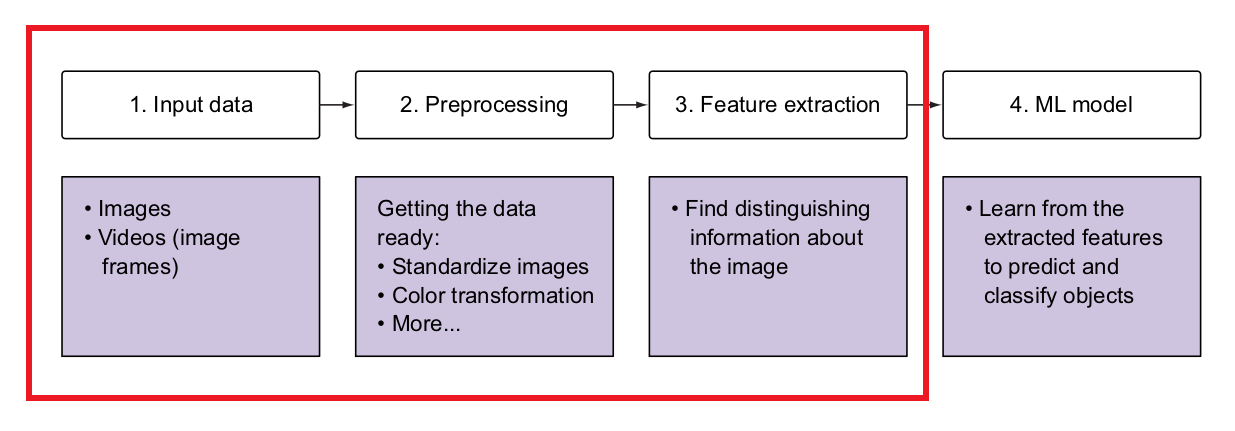 1. Input data
2. Preprocessing
3. Feature extraction
4. ML model
• Images
• Videos (image
frames)
Getting the data
ready:
• Standardize images
• Color transformation
• More...
• Find distinguishing
information about
the image
• Learn from the
extracted features
to predict and
classify objects